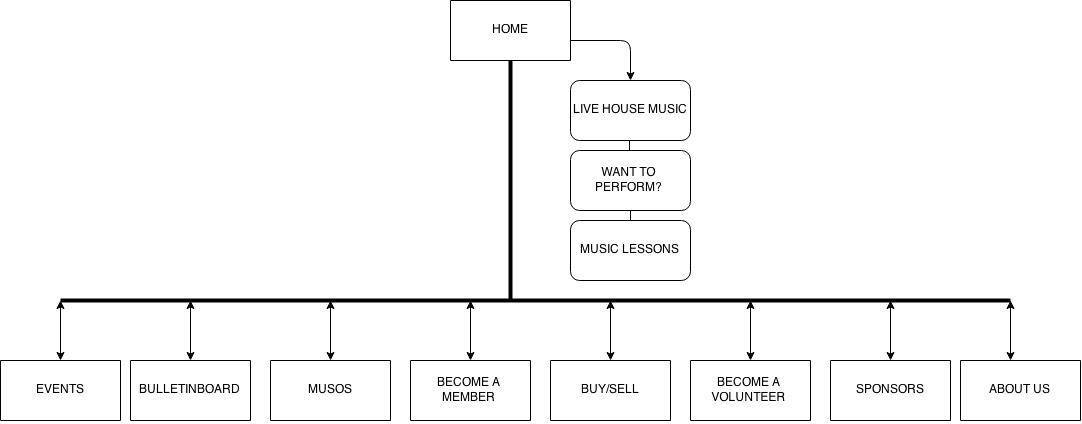 HOME
LIVE HOUSE MUSIC
WANT TO
PERFORM?
MUSIC LESSONS
EVENTS
BULLETINBOARD
MUSOS
BECOME A
MEMBER
BUY/SELL
BECOME A
VOLUNTEER
SPONSORS
ABOUT US